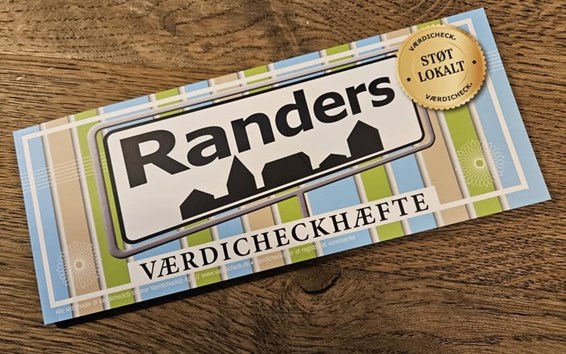 VÆRDICHECK.
STØT
LOKALT
VÆRDICHECK.
Randers
VÆRDICHECKHÆFTE